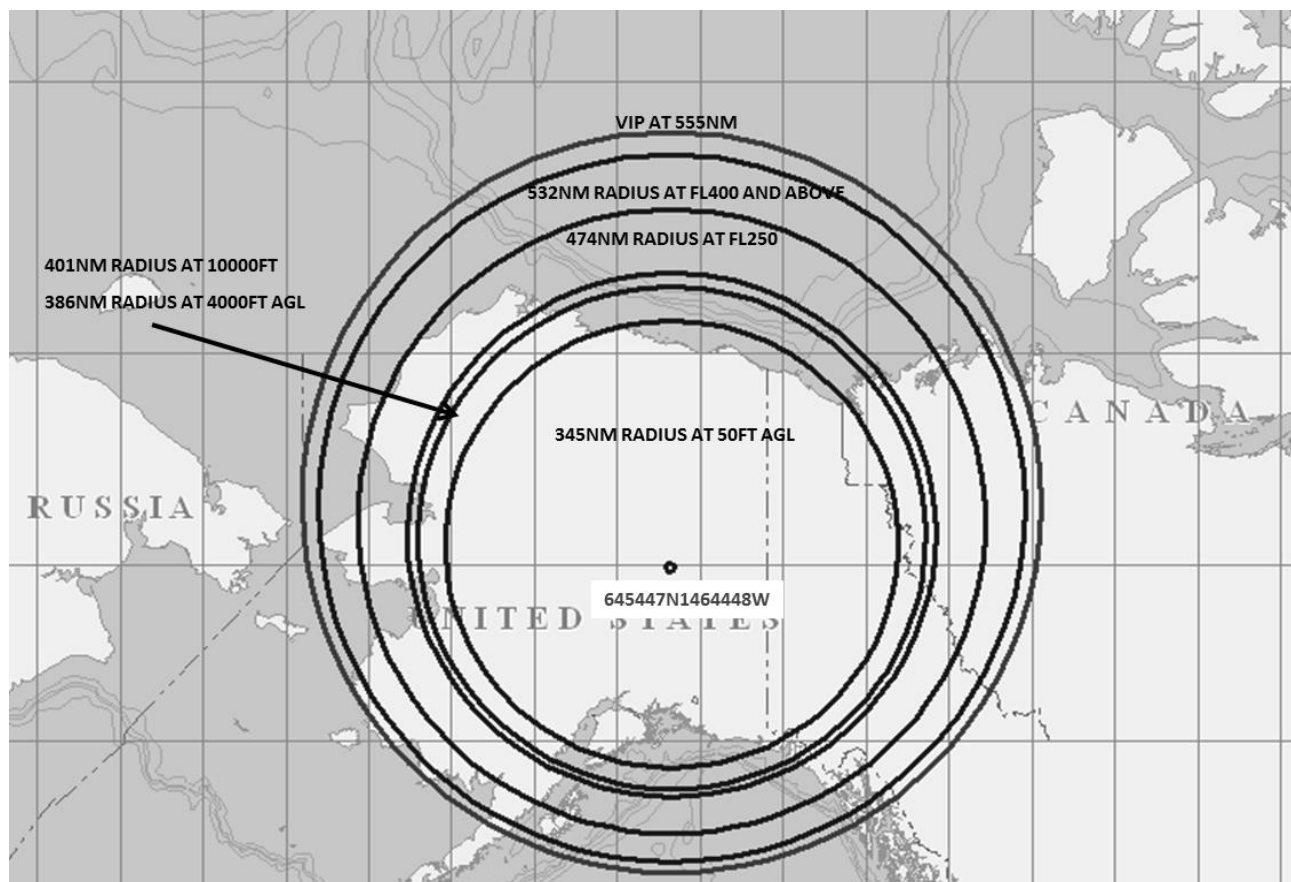 VIP AT 555NM
532NM RADIUS AT FL400 AND ABOVE
474NM RADIUS AT FL250
401NM RADIUS AT 10000FT
386NM RADIUS AT 4000FT AGL
345NM RADIUS AT 50FT AGL
CANADA
RUSSIA
645447N1464448W
UNITED STATES